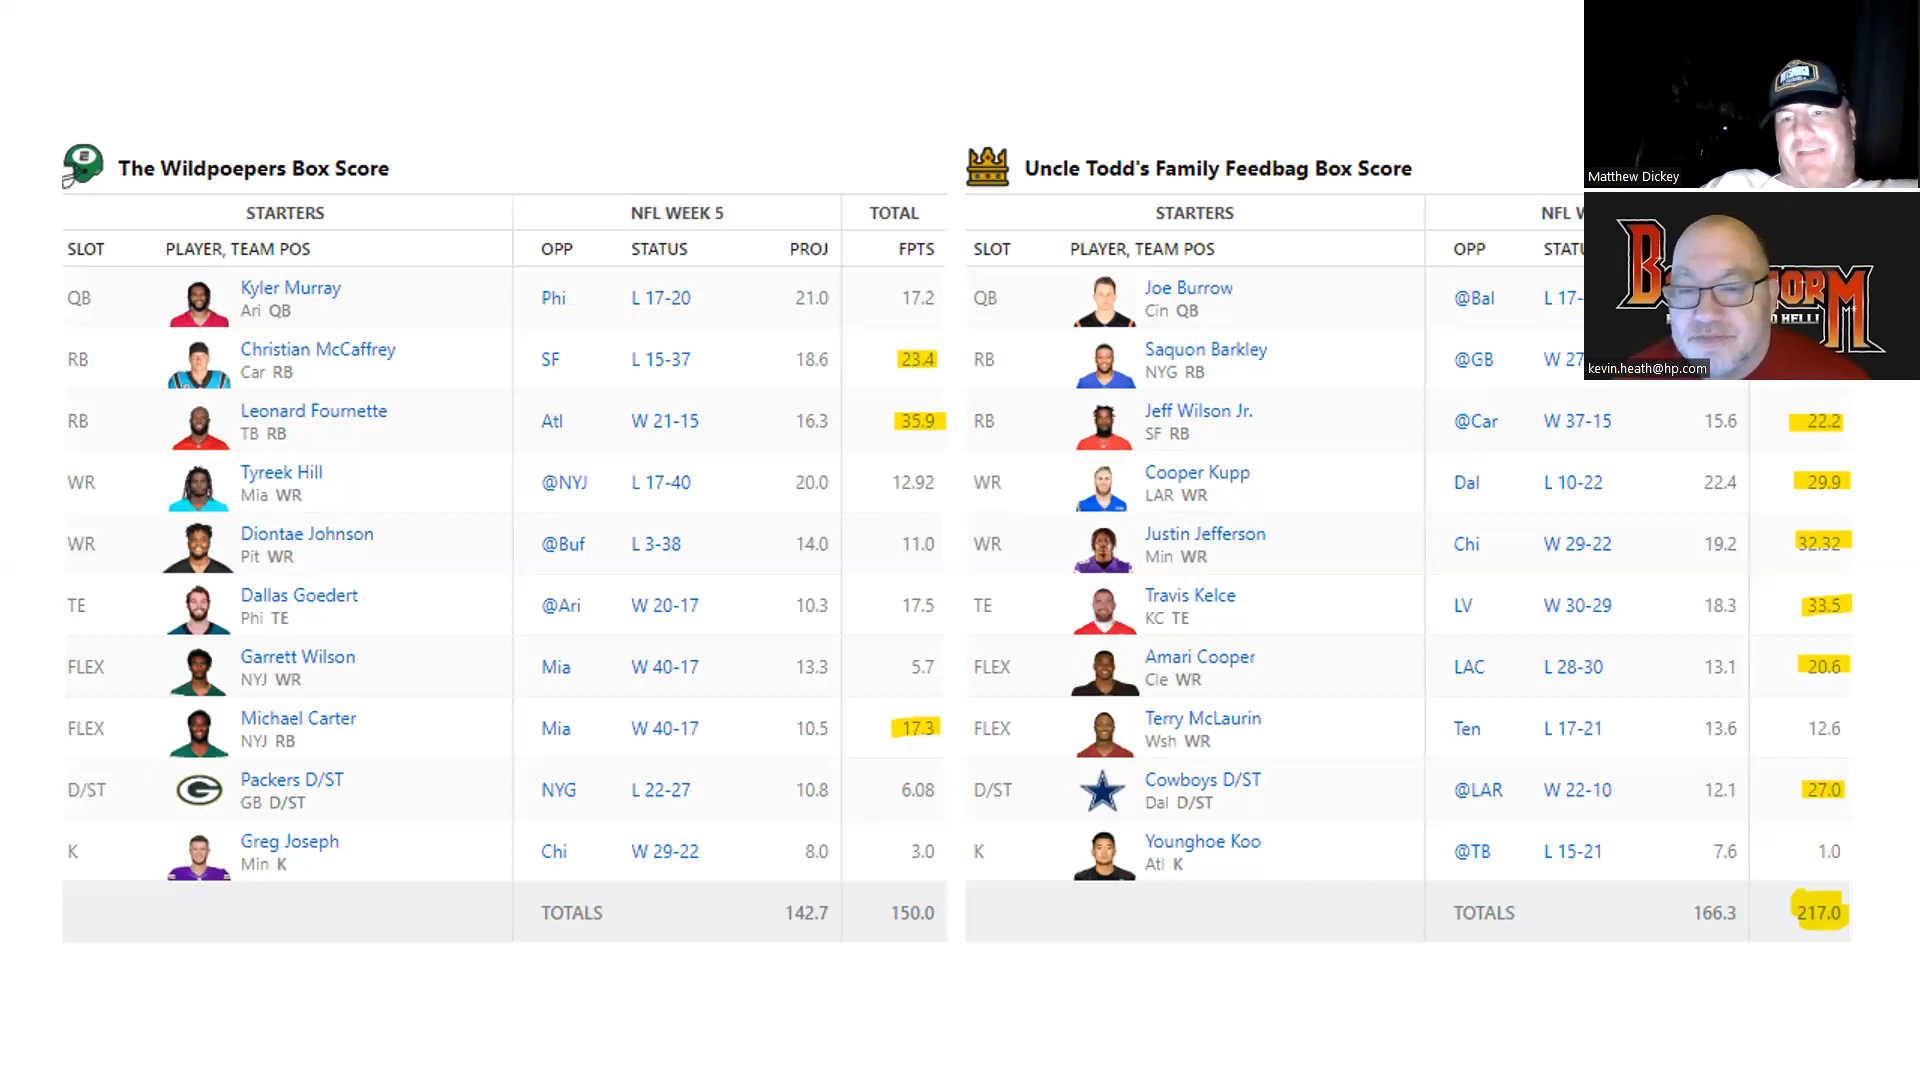 The Wildpoepers Box Score
STARTERS NFL WEEK 5 TOTAL
SLOT PLAYER, TEAM POS OPP STATUS PROJ FPTS
QB Kyler Murray Phi L 17-20 21.0 17.2
Ari QB
RB Christian McCaffrey SF L 15-37 18.6 23.4
Car RB
RB Leonard Fournette Atl W 21-15 16.3 35.9
TB RB
WR Tyreek Hill @NYJ L 17-40 20.0 12.92
Mia WR
WR Diontae Johnson @Buf L 3-38 14.0 11.0
Pit WR
TE Dallas Goedert @Ari W 20-17 10.3 17.5
Phi TE
FLEX Garrett Wilson Mia W 40-17 13.3 5.7
NYJ WR
FLEX Michael Carter Mia W 40-17 10.5 17.3
NYJ RB
D/ST Packers D/ST NYG L 22-27 10.8 6.08
GB D/ST
K Greg Joseph Chi W 29-22 8.0 3.0
Min K
TOTALS 142.7 150.0
Uncle Todd's Family Feedbag Box Score
STARTERS NFL W
SLOT PLAYER, TEAM POS OPP STATU
QB Joe Burrow @Bal L 17-
Cin QB
RB Saquon Barkley @GB W 27
NYG RB
RB Jeff Wilson Jr. @Car W 37-15 15.6 22.2
SF RB
WR Cooper Kupp Dal L 10-22 22.4 29.9
LAR WR
WR Justin Jefferson Chi W 29-22 19.2 32.32
Min WR
TE Travis Kelce LV W 30-29 18.3 33.5
KC TE
FLEX Amari Cooper LAC L 28-30 13.1 20.6
Cle WR
FLEX Terry McLaurin Ten L 17-21 13.6 12.6
Wsh WR
D/ST Cowboys D/ST @LAR W 22-10 12.1 27.0
Dal D/ST
K Younghoe Koo @TB L 15-21 7.6 1.0
Atl K
TOTALS 166.3 217.0
Matthew Dickey
HELL!
kevin.heath@hp.com